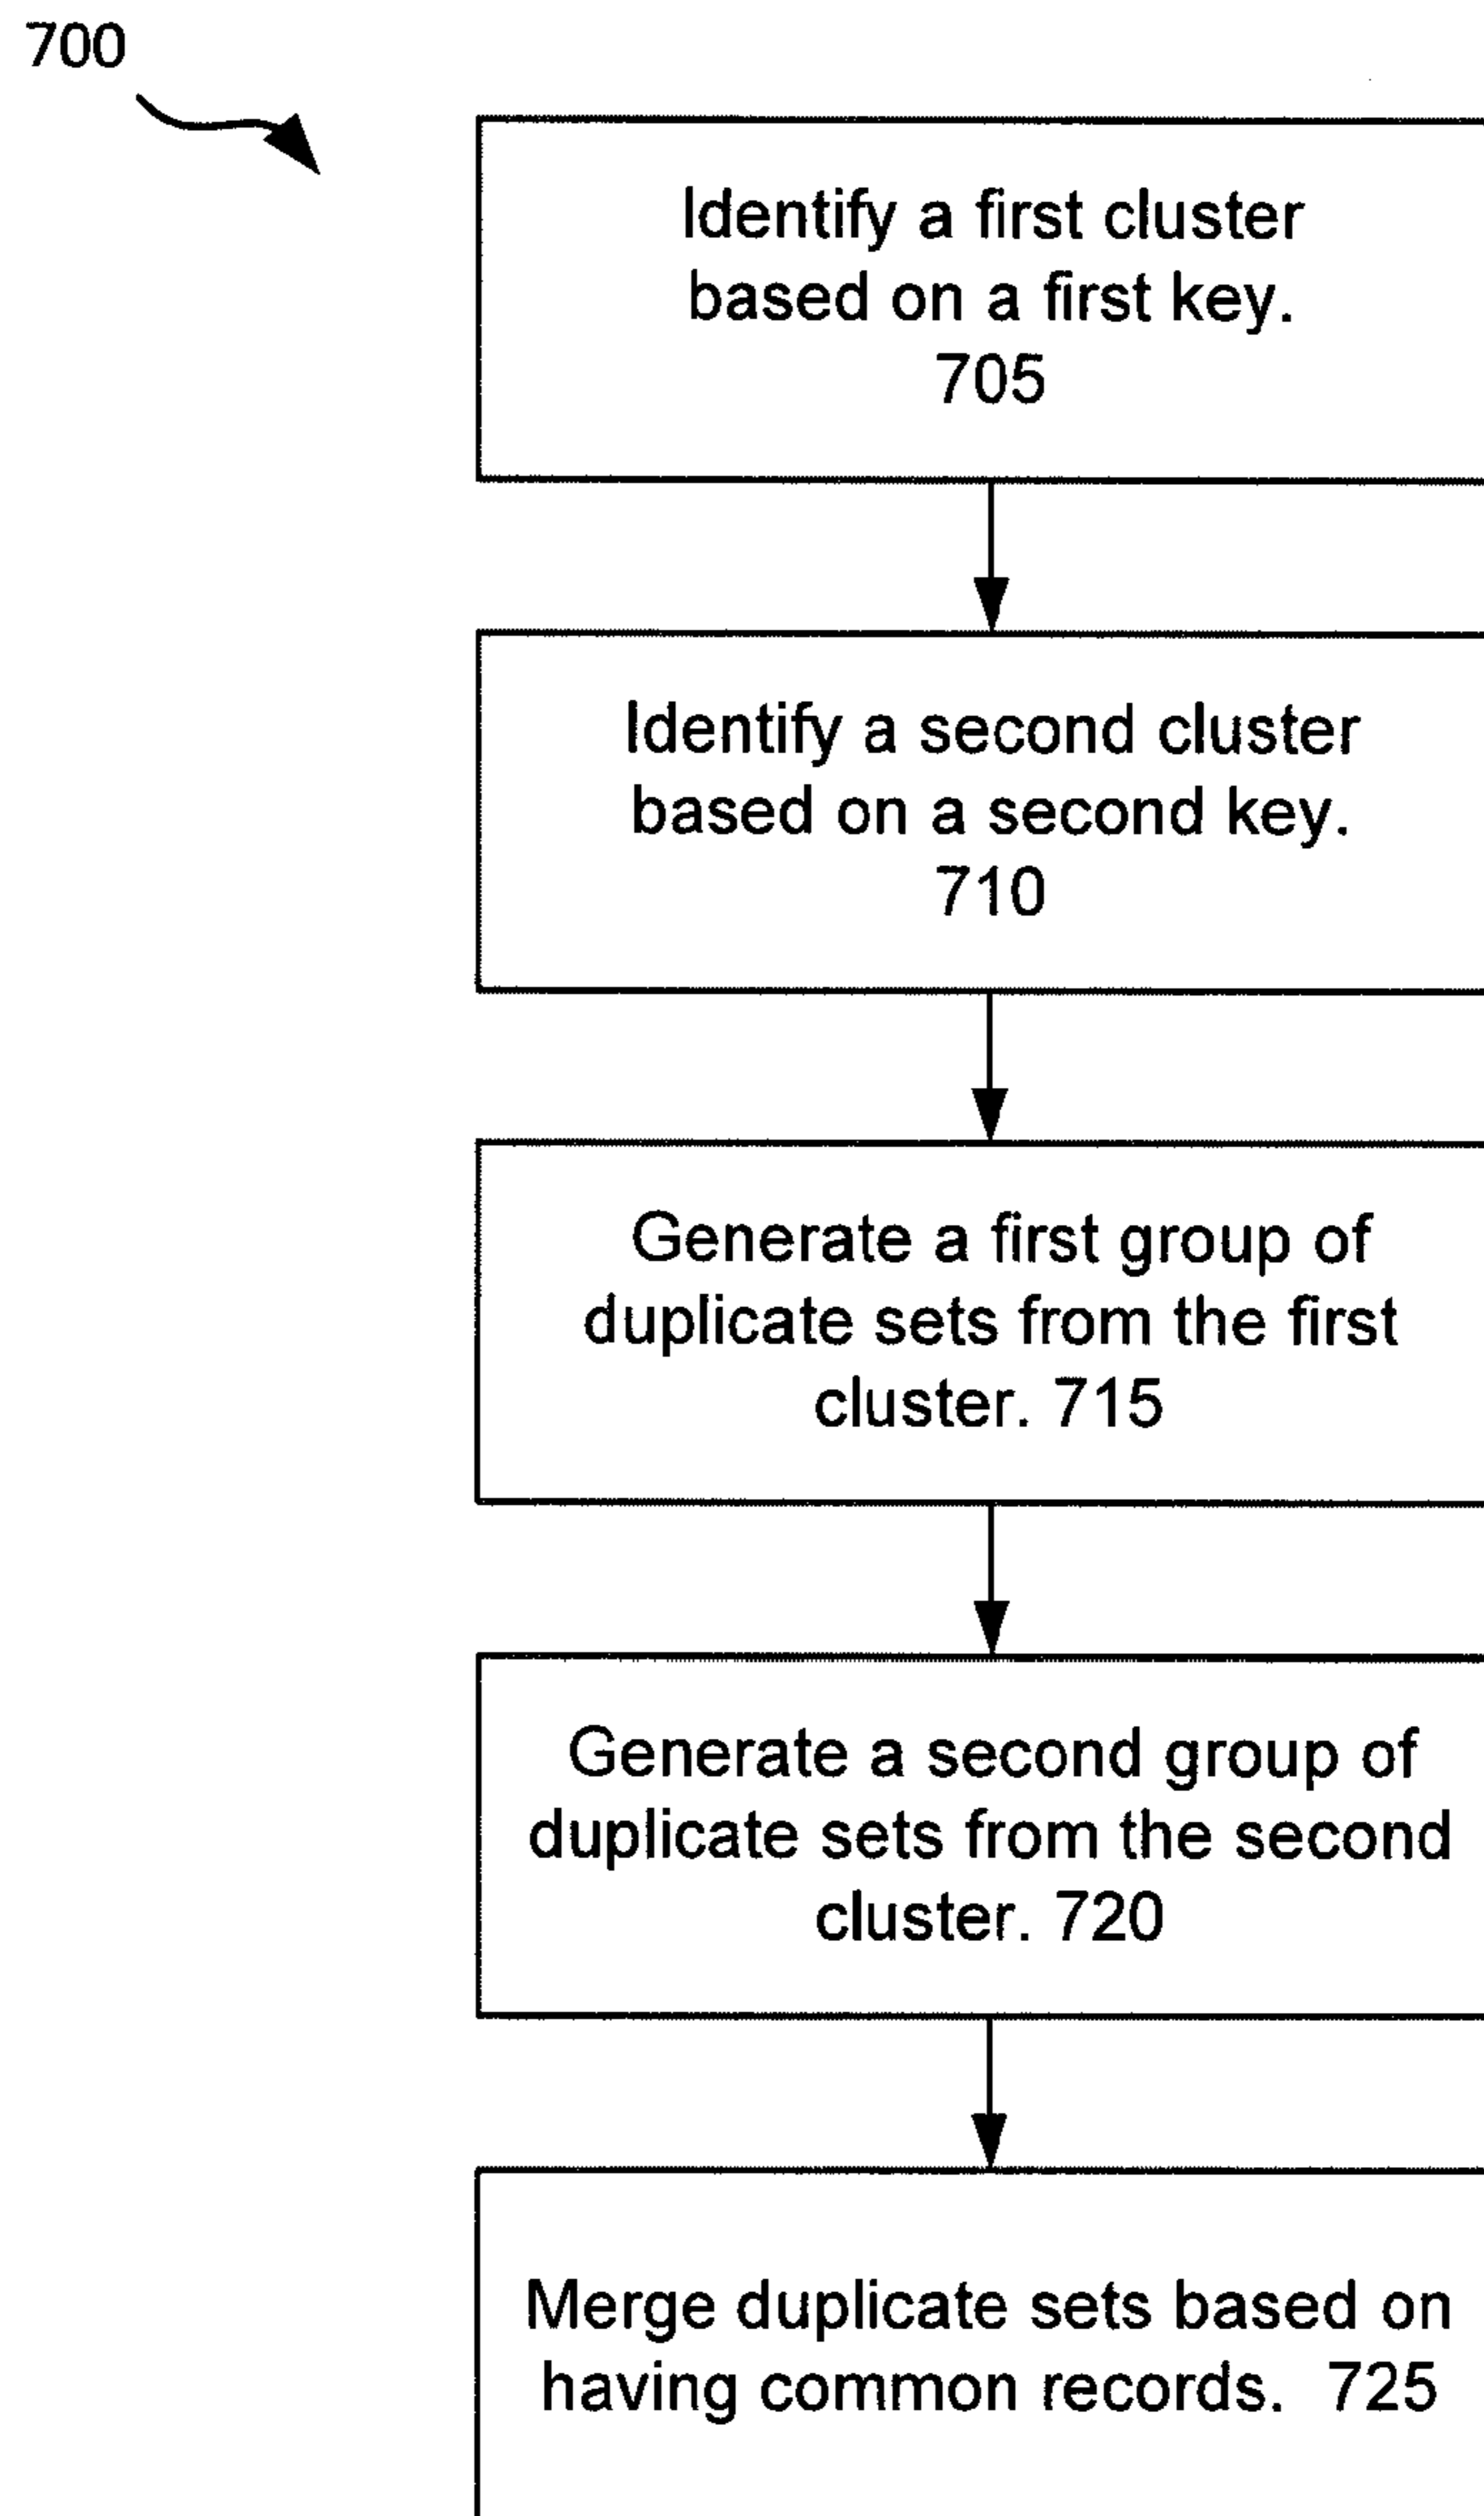 700
Identify a first cluster
based on a first key.
705
Identify a second cluster
based on a second key.
710
Generate a first group of
duplicate sets from the first
cluster. 715
Generate a second group of
duplicate sets from the second
cluster. 720
Merge duplicate sets based on
having common records. 725